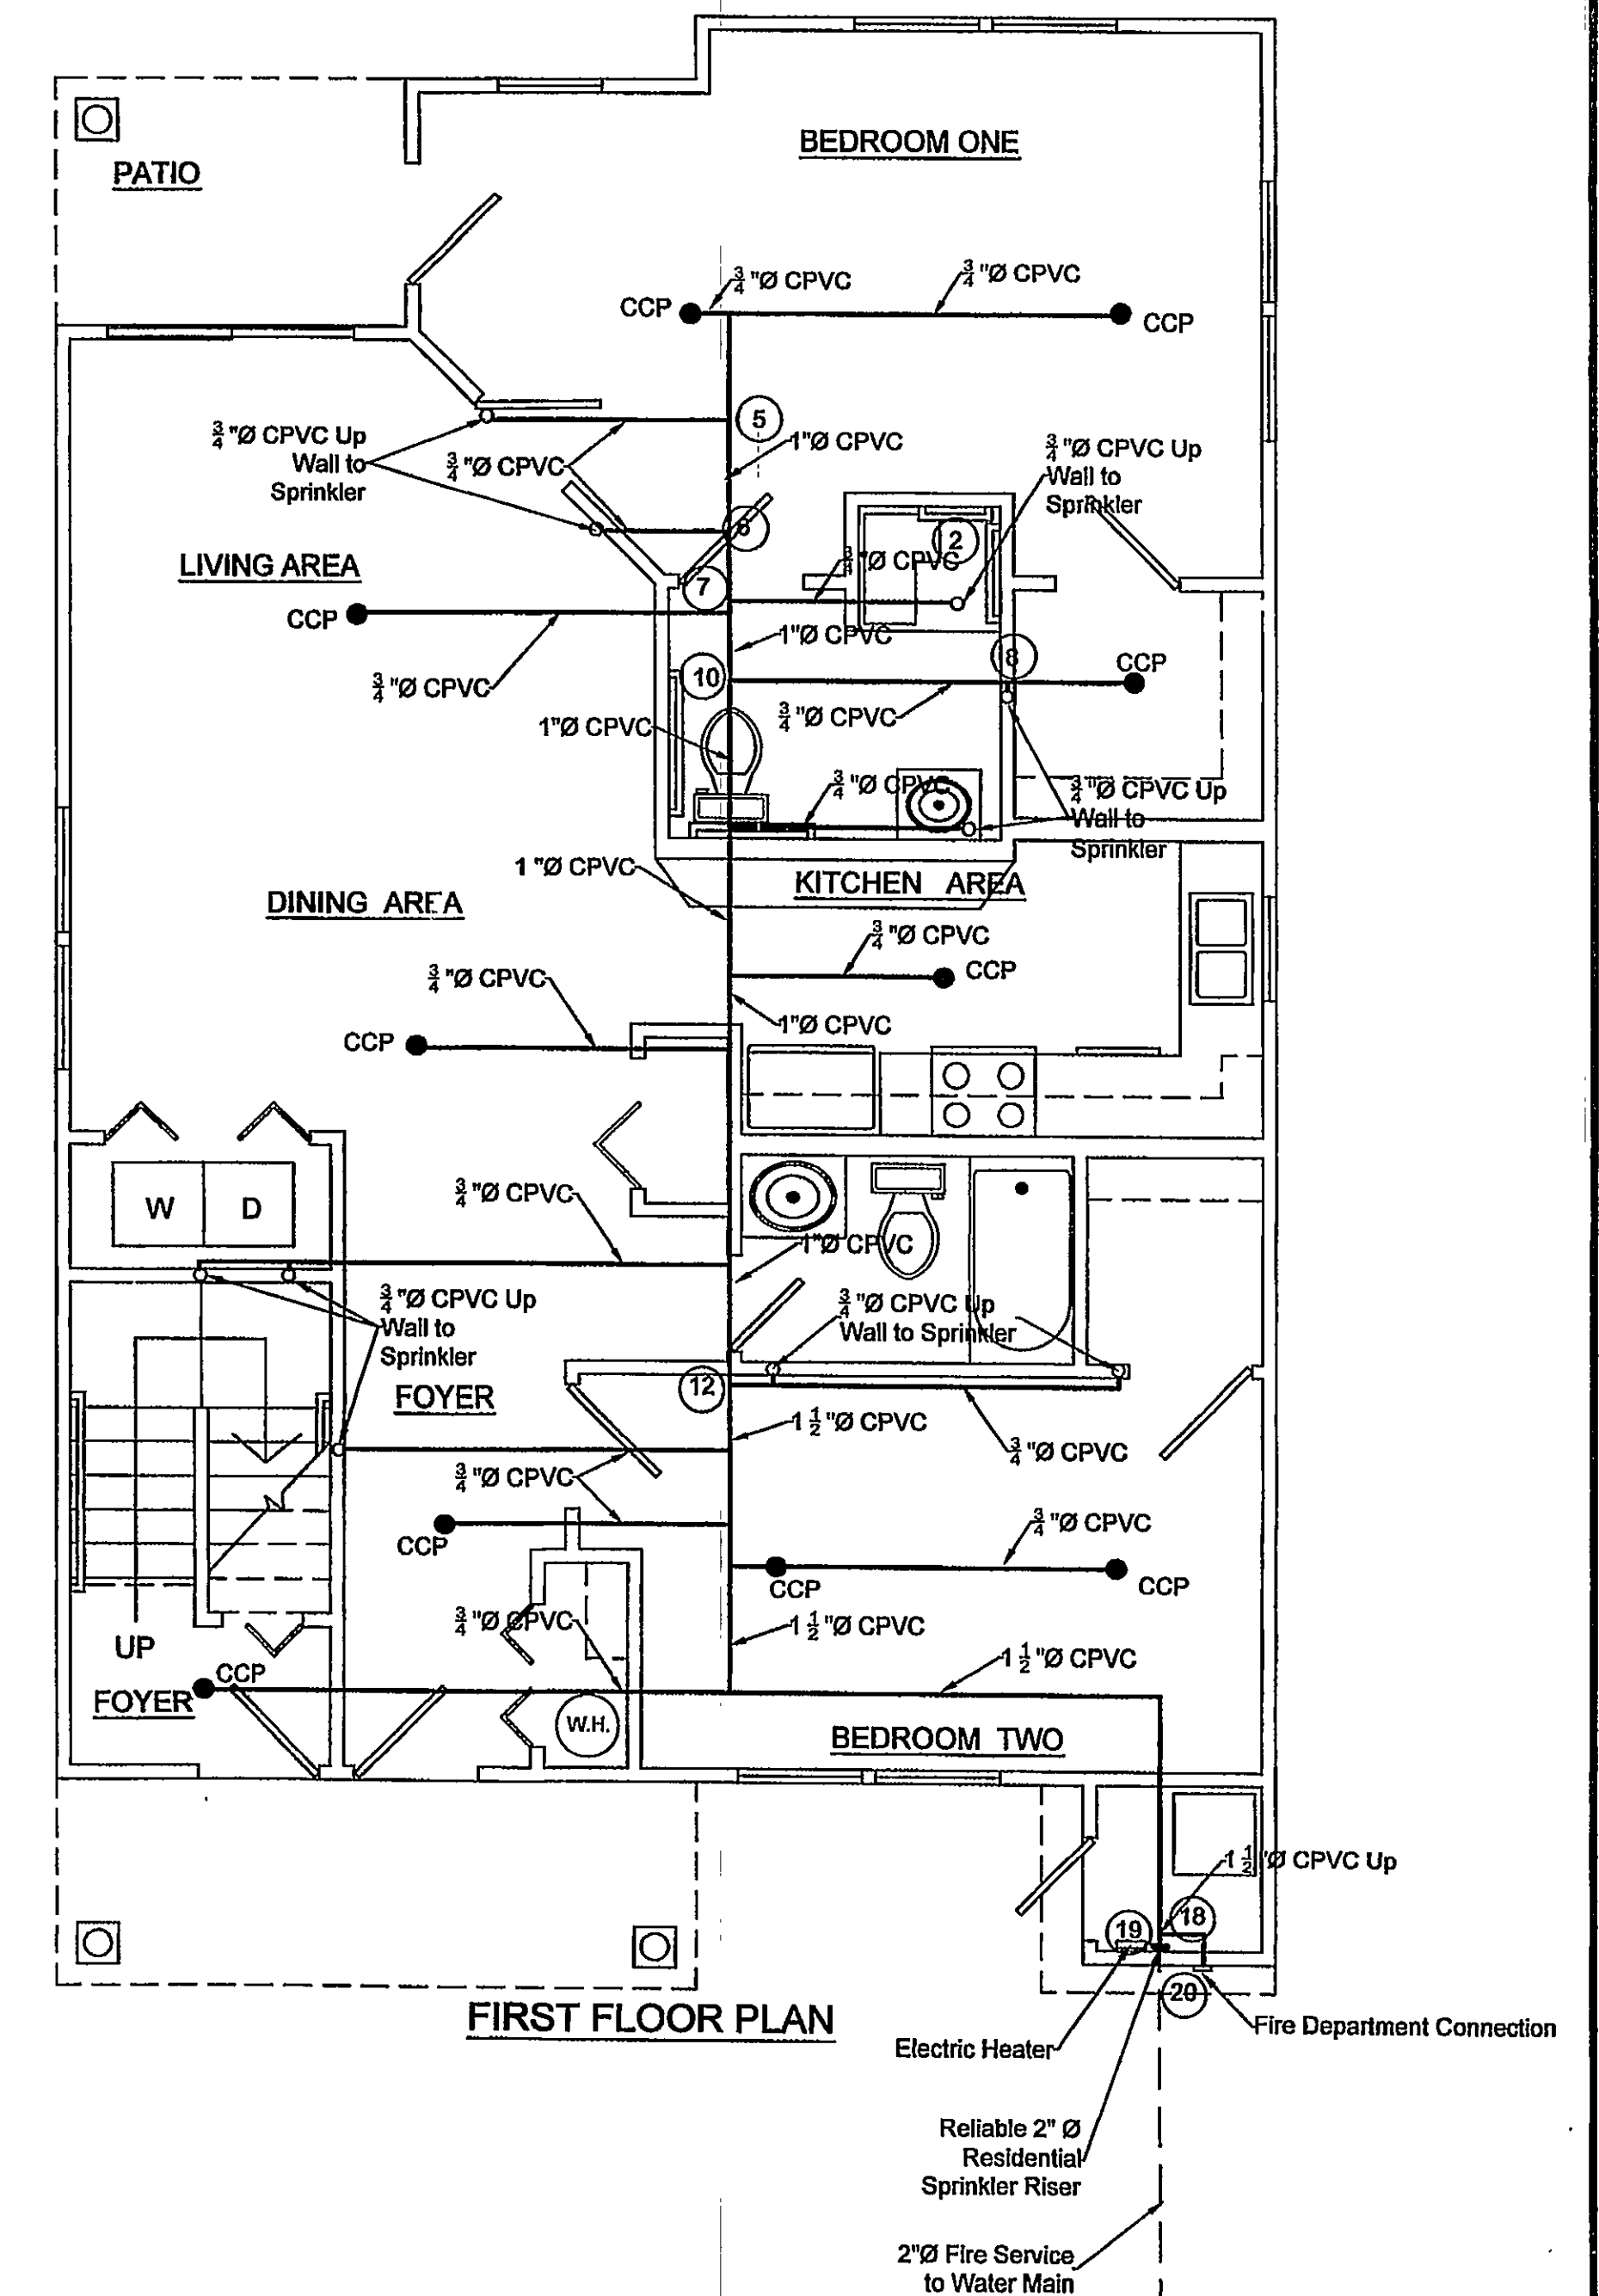 BEDROOM ONE
PATIO
3/4 "Ø CPVC
3/4 "Ø CPVC
CCP
CCP
5
3/4 "Ø CPVC Up
Wall to
Sprinkler
3/4 "Ø CPVC
1"Ø CPVC
3/4 "Ø CPVC Up
Wall to
Sprinkler
6
2
LIVING AREA
3/4 "Ø CPVC
7
CCP
1"Ø CPVC
8
CCP
10
3/4 "Ø CPVC
3/4 "Ø CPVC
1"Ø CPVC
3/4 "Ø CPVC
3/4 "Ø CPVC Up
Wall to
Sprinkler
1 "Ø CPVC
KITCHEN AREA
DINING AREA
3/4 "Ø CPVC
CCP
3/4 "Ø CPVC
1"Ø CPVC
CCP
W D
3/4 "Ø CPVC
1"Ø CPVC
3/4 "Ø CPVC Up
Wall to
Sprinkler
3/4 "Ø CPVC Up
Wall to Sprinkler
FOYER
12
1 1/2 "Ø CPVC
3/4 "Ø CPVC
3/4 "Ø CPVC
3/4 "Ø CPVC
CCP
CCP
CCP
3/4 "Ø CPVC
1 1/2 "Ø CPVC
UP
1 1/2 "Ø CPVC
CCP
FOYER
W.H.
BEDROOM TWO
1 1/2 "Ø CPVC Up
19
18
20
FIRST FLOOR PLAN
Fire Department Connection
Electric Heater
Reliable 2" Ø
Residential
Sprinkler Riser
2"Ø Fire Service
to Water Main